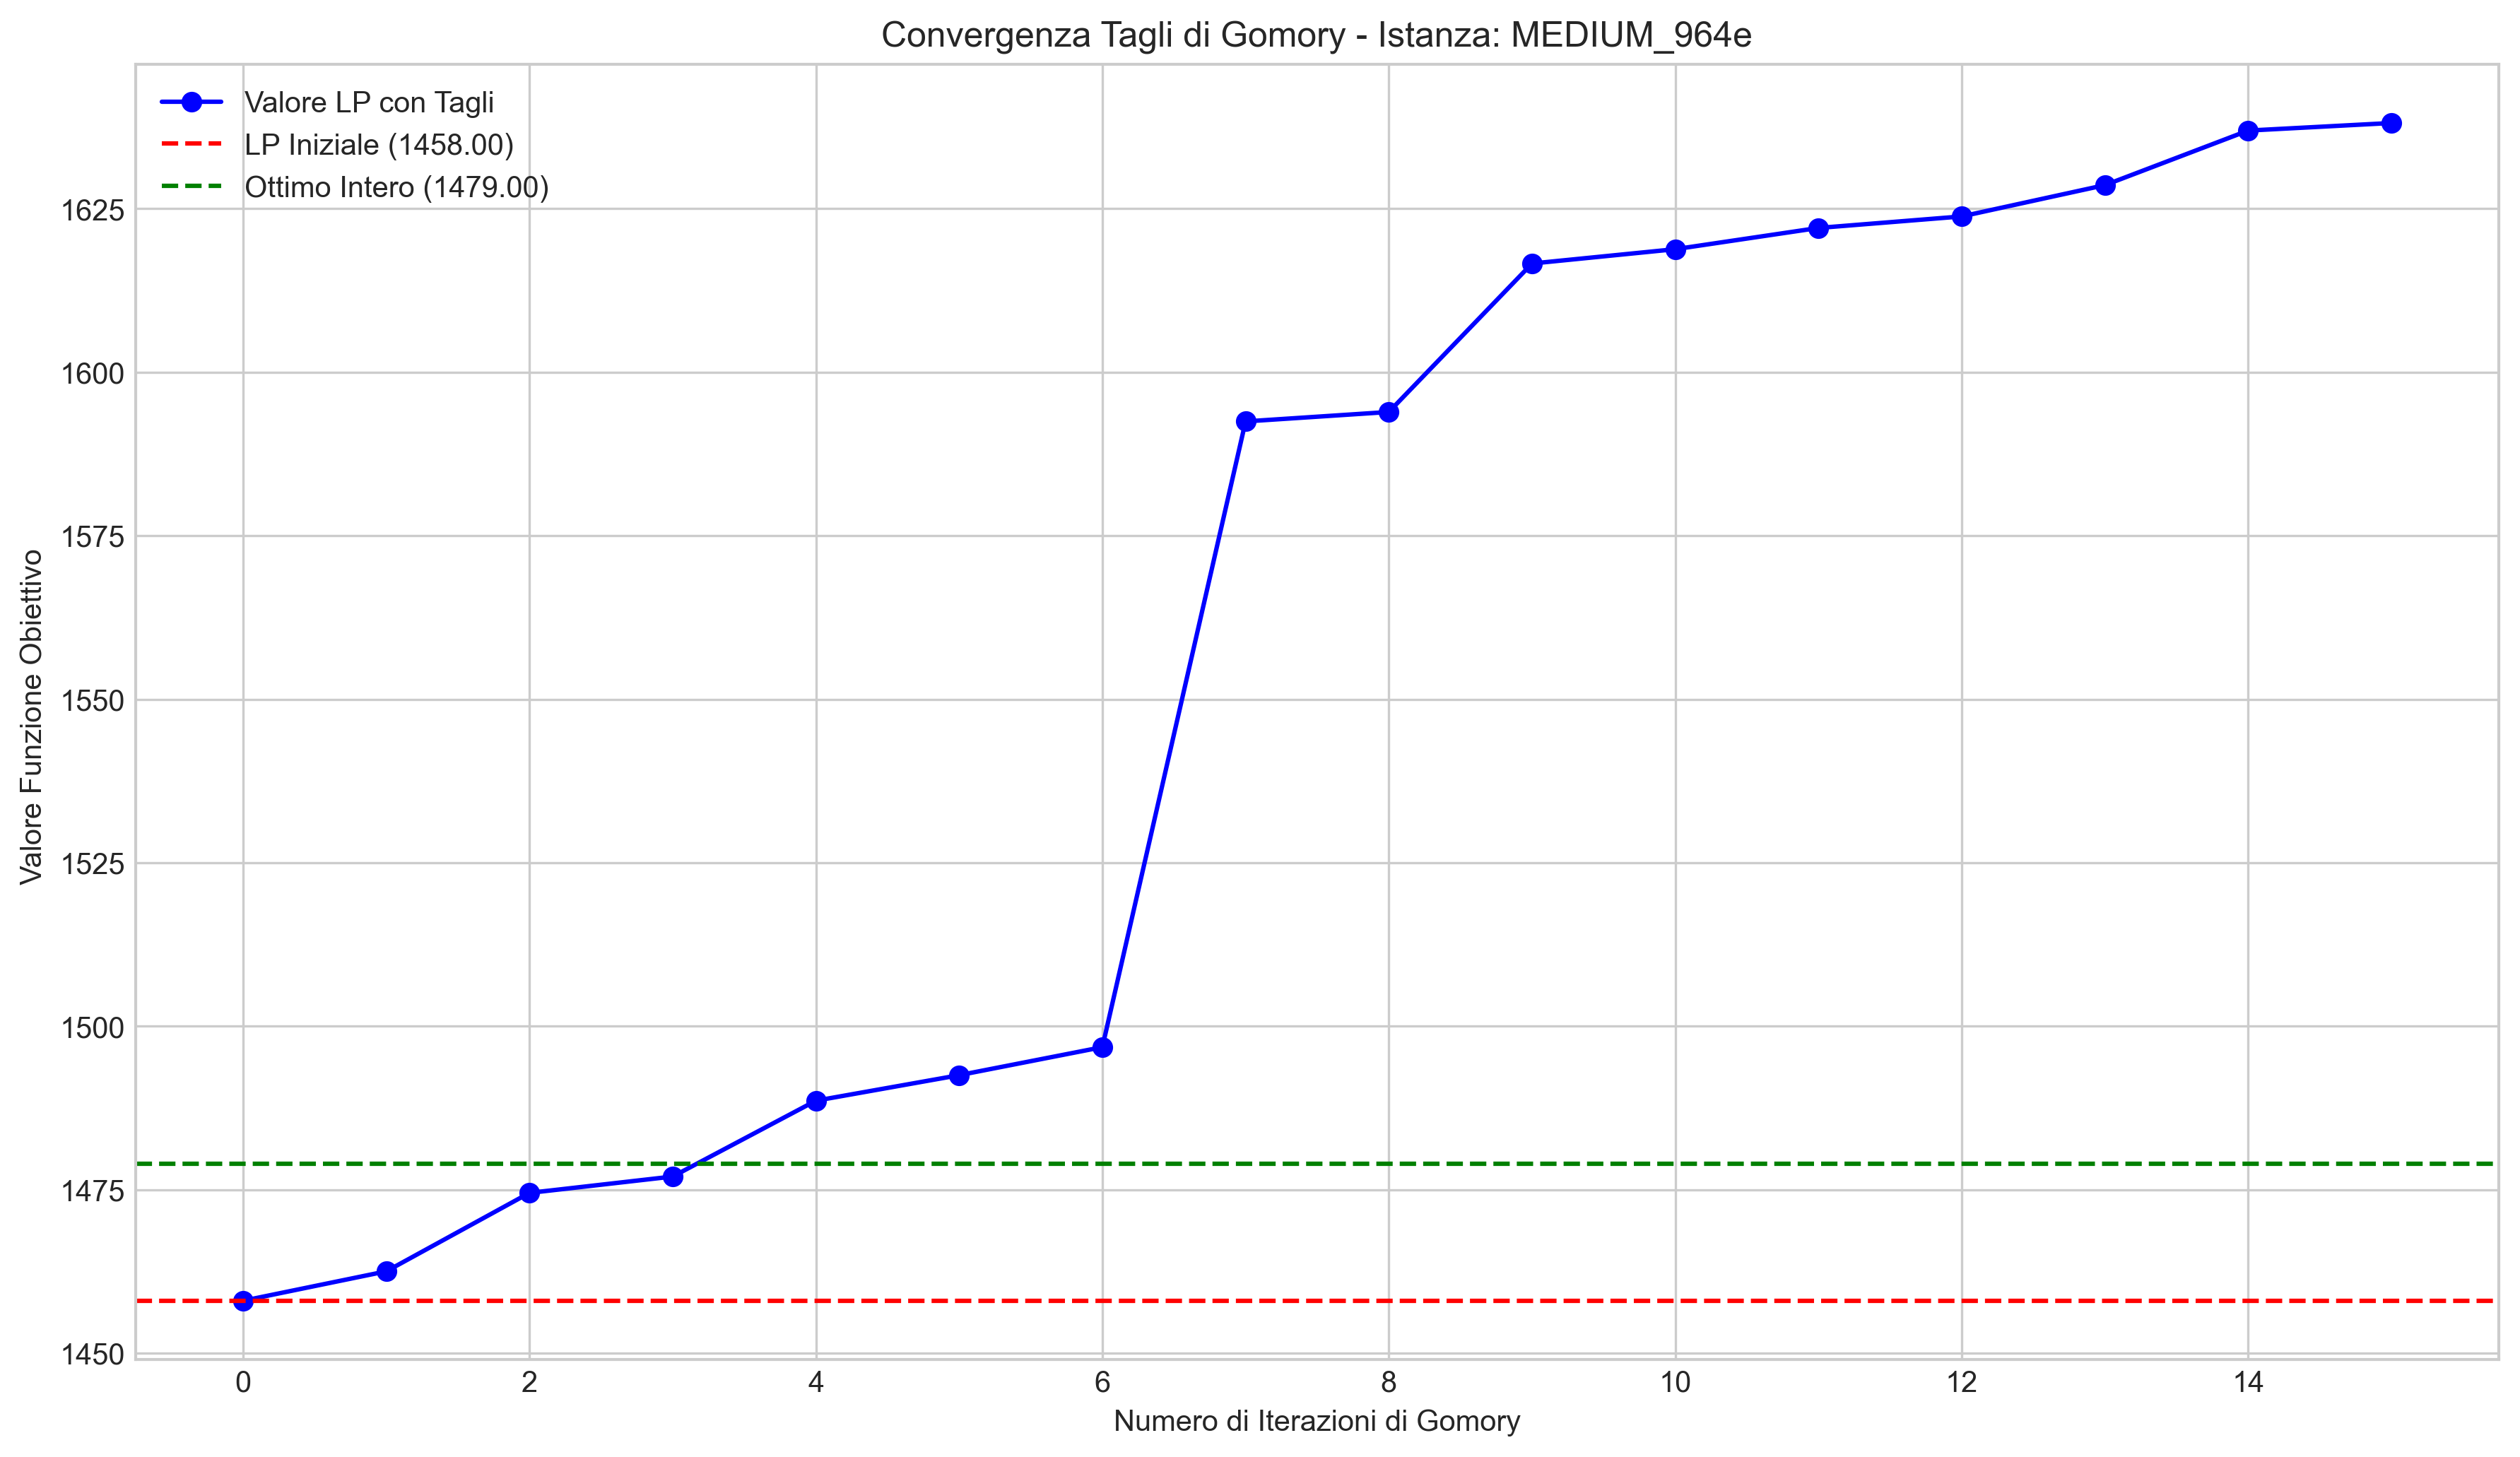 Convergenza Tagli di Gomory - Istanza: MEDIUM_964e
Valore LP con Tagli
LP Iniziale (1458.00)
Ottimo Intero (1479.00)
Valore Funzione Obiettivo
1625
1600
1575
1550
1525
1500
1475
1450
0 2 4 6 8 10 12 14
Numero di Iterazioni di Gomory